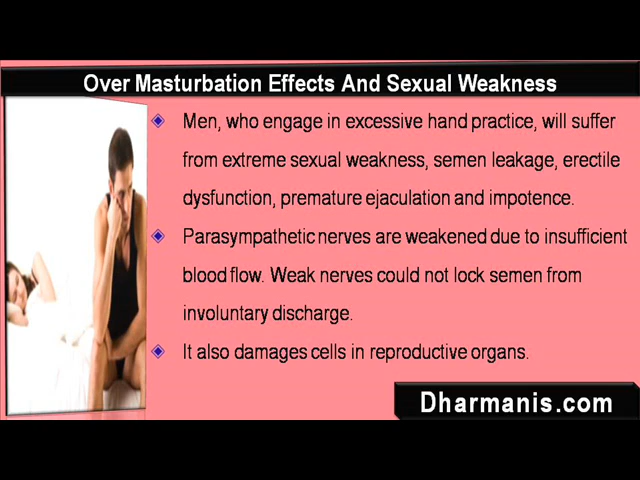 Over Masturbation Effects And Sexual Weakness
Men, who engage in excessive hand practice, will suffer
from extreme sexual weakness, semen leakage, erectile
dysfunction, premature ejaculation and impotence.
Parasympathetic nerves are weakened due to insufficient
blood flow. Weak nerves could not lock semen from
involuntary discharge.
It also damages cells in reproductive organs.
Dharmanis.com